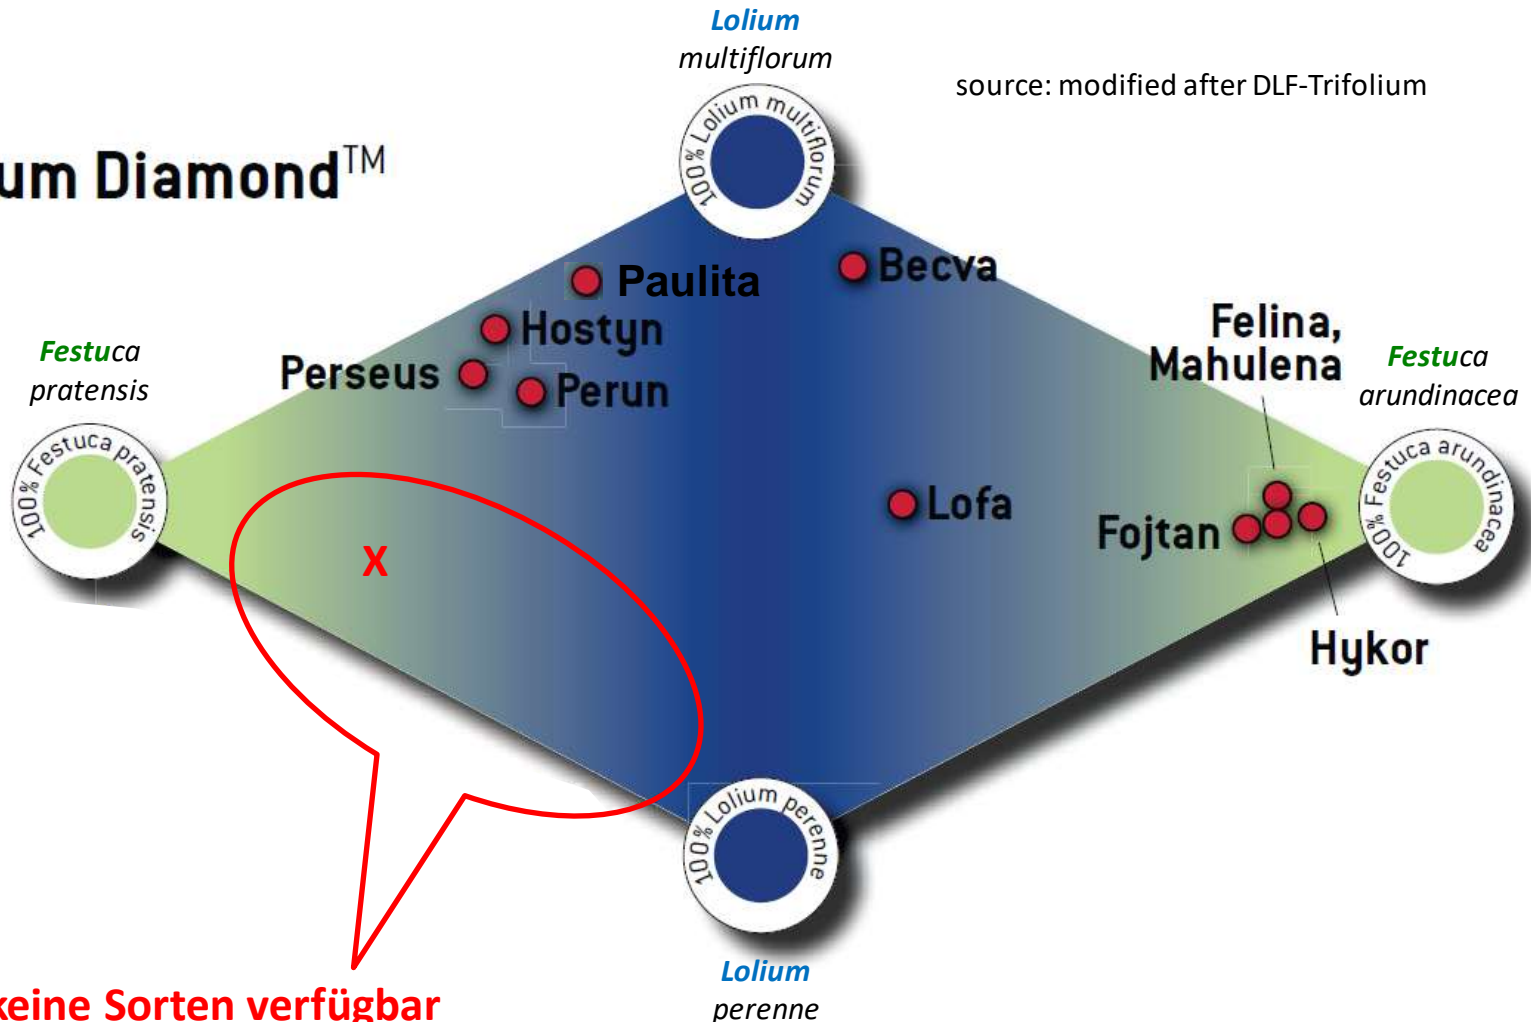 Lolium
multiflorum
source: modified after DLF-Trifolium
100% Lolium multiflorum
um Diamond™
Becva
Paulita
Hostyn
Felina,
Mahulena
Festuca
pratensis
Perseus
Perun
Festuca
arundinacea
100% Festuca pratensis
100% Festuca arundinacea
Lofa
Fojtan
X
Hykor
100% Lolium perenne
Lolium
perenne
keine Sorten verfügbar